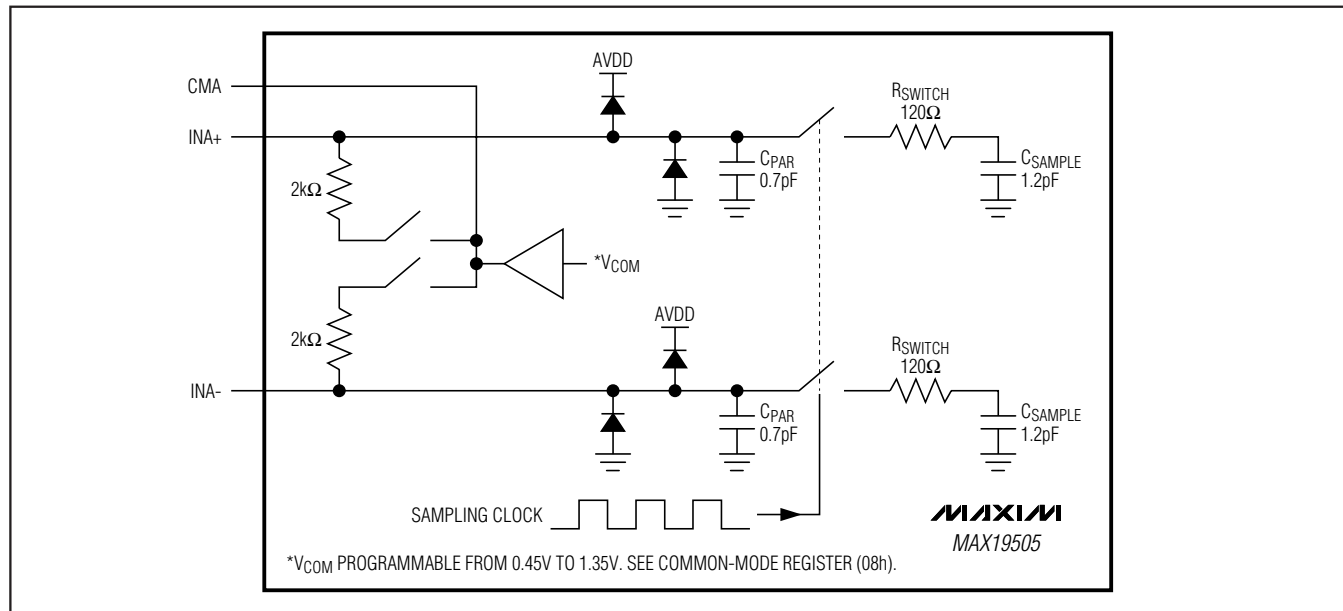 AVDD
CMA
INA+
RSWITCH
120Ω
2kΩ
CPAR
0.7pF
CSAMPLE
1.2pF
*VCOM
AVDD
2kΩ
RSWITCH
120Ω
INA-
CPAR
0.7pF
CSAMPLE
1.2pF
SAMPLING CLOCK
MAXIM
MAX19505
*VCOM PROGRAMMABLE FROM 0.45V TO 1.35V. SEE COMMON-MODE REGISTER (08h).